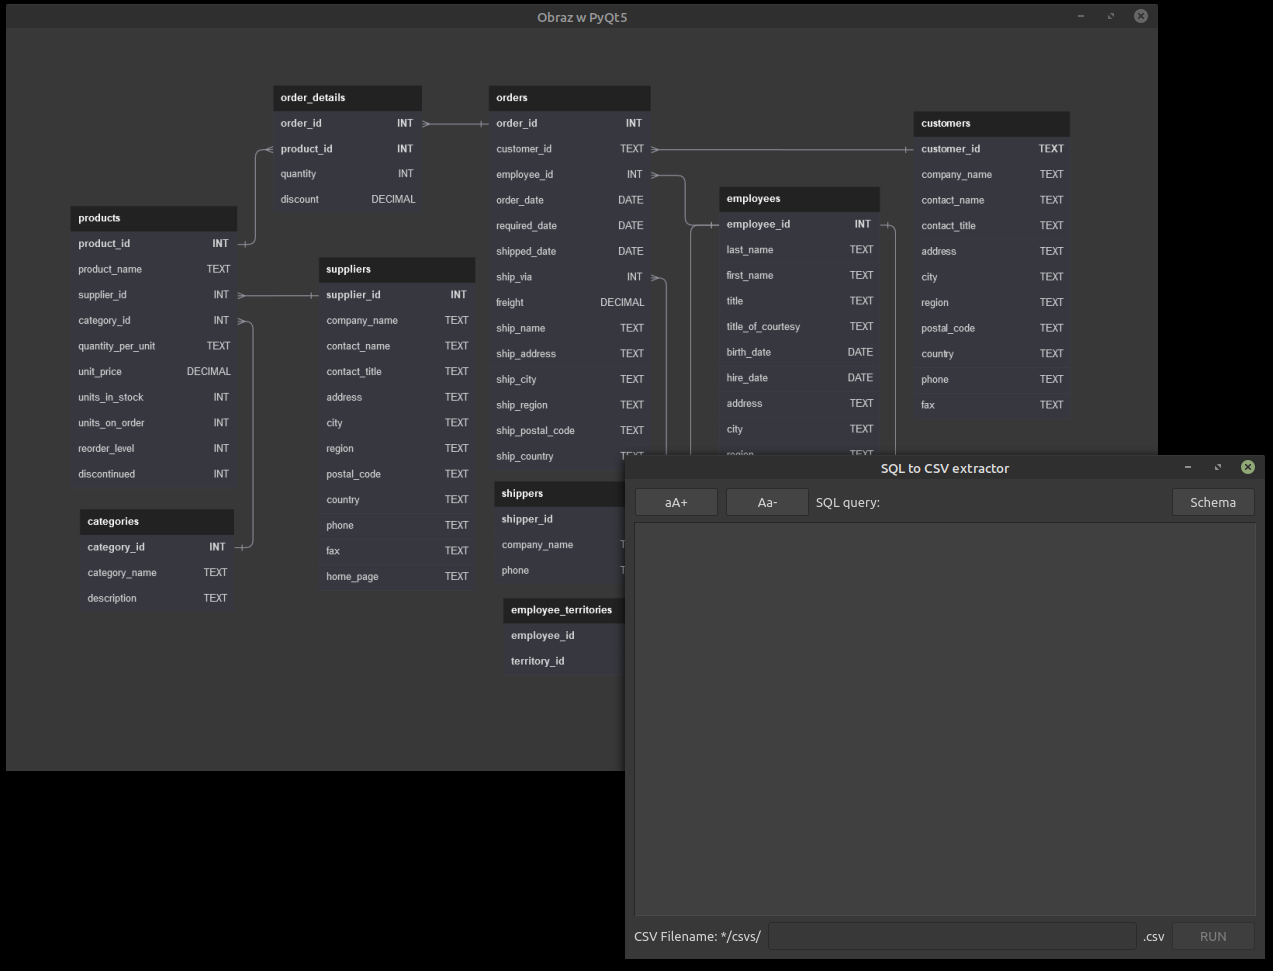 Obraz w PyQt5
order_details
order_id INT
product_id INT
quantity INT
discount DECIMAL
orders
order_id INT
customer_id TEXT
employee_id INT
order_date DATE
required_date DATE
shipped_date DATE
ship_via INT
freight DECIMAL
ship_name TEXT
ship_address TEXT
ship_city TEXT
ship_region TEXT
ship_postal_code TEXT
ship_country TEXT
customers
customer_id TEXT
company_name TEXT
contact_name TEXT
contact_title TEXT
address TEXT
city TEXT
region TEXT
postal_code TEXT
country TEXT
phone TEXT
fax TEXT
employees
employee_id INT
last_name TEXT
first_name TEXT
title TEXT
title_of_courtesy TEXT
birth_date DATE
hire_date DATE
address TEXT
city TEXT
region TEXT
products
product_id INT
product_name TEXT
supplier_id INT
category_id INT
quantity_per_unit TEXT
unit_price DECIMAL
units_in_stock INT
units_on_order INT
reorder_level INT
discontinued INT
suppliers
supplier_id INT
company_name TEXT
contact_name TEXT
contact_title TEXT
address TEXT
city TEXT
region TEXT
postal_code TEXT
country TEXT
phone TEXT
fax TEXT
home_page TEXT
categories
category_id INT
category_name TEXT
description TEXT
shippers
shipper_id
company_name
phone
employee_territories
employee_id
territory_id
SQL to CSV extractor
aA+ Aa- SQL query: Schema
CSV Filename: */csvs/ .csv RUN